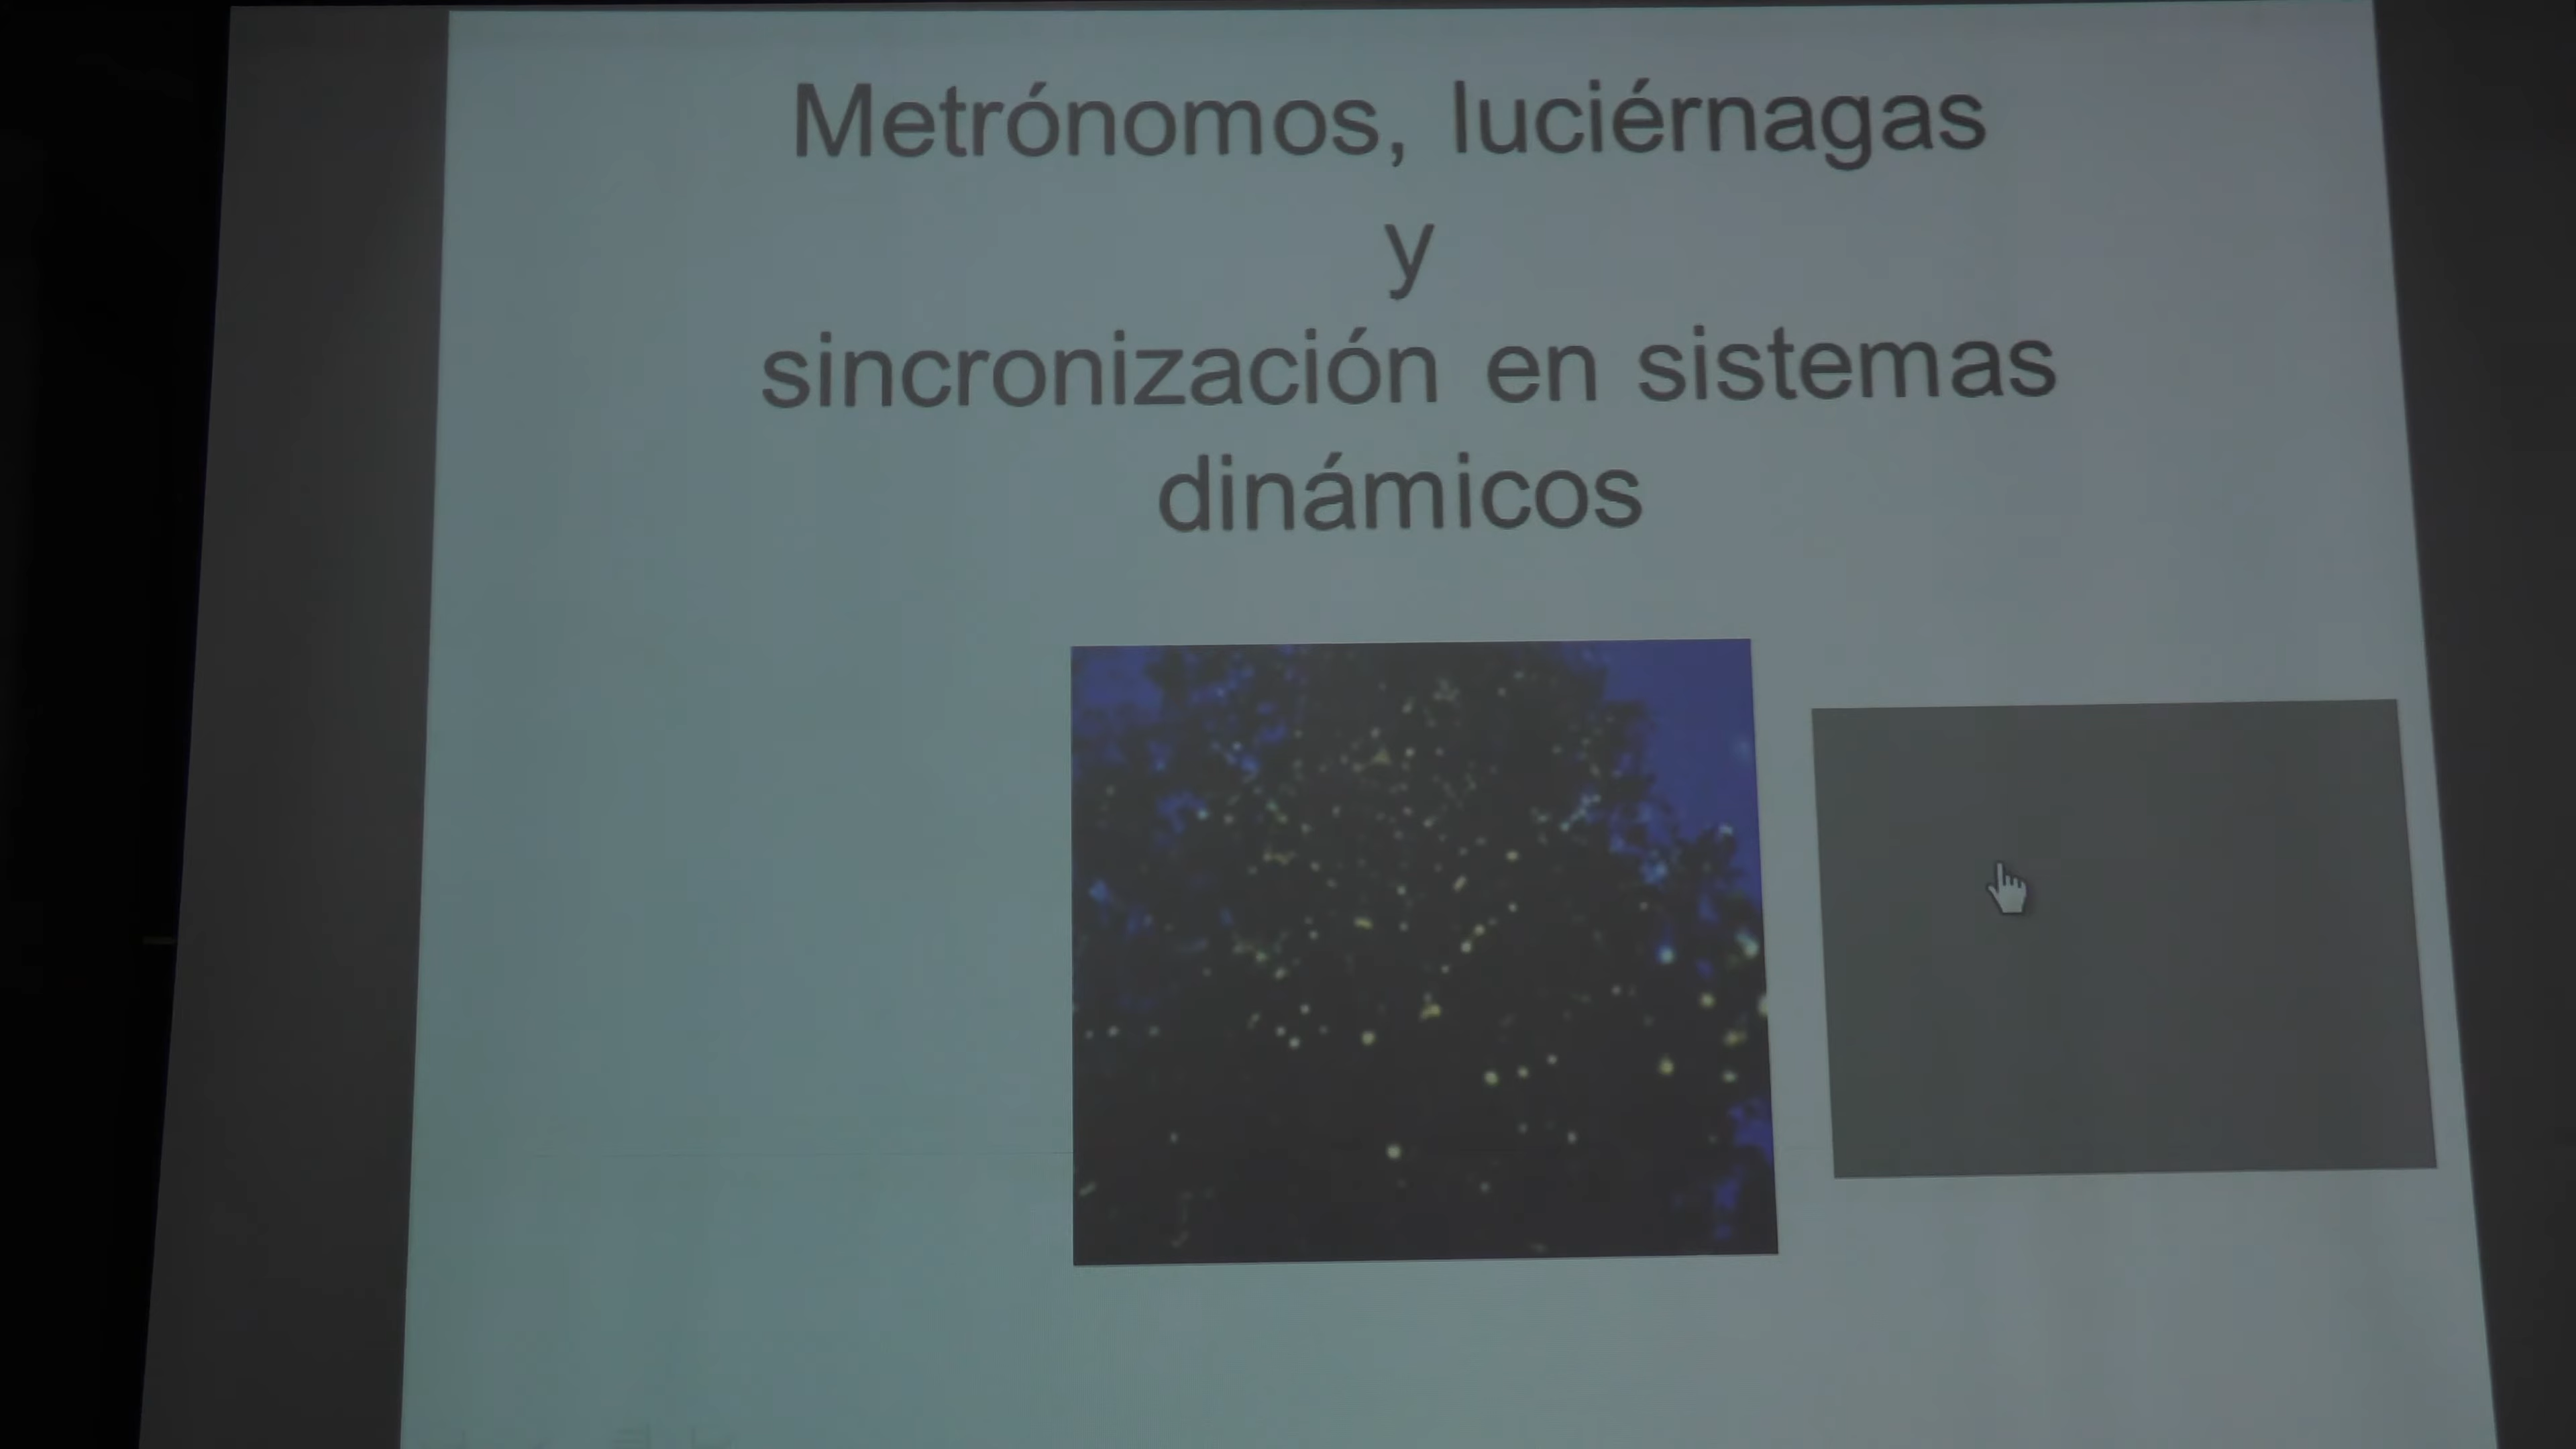 Metrónomos, luciérnagas
y
sincronización en sistemas
dinámicos